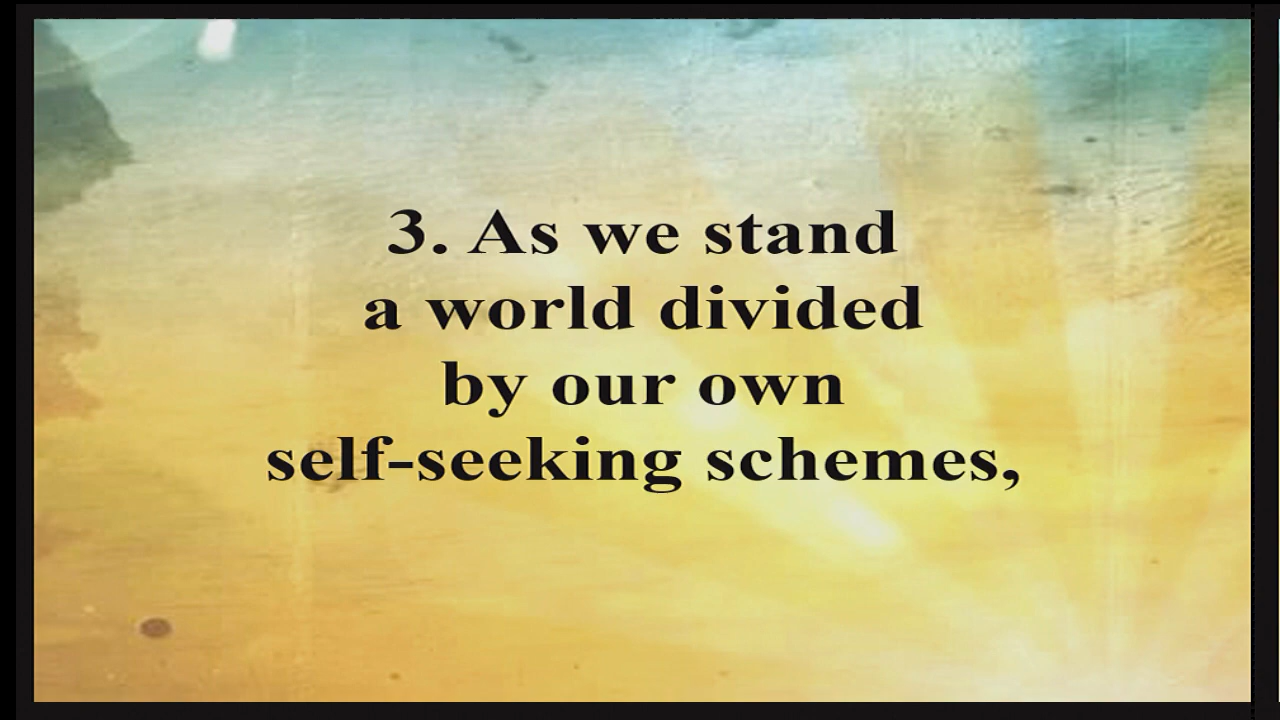 3. As we stand
a world divided
by our own
self-seeking schemes,